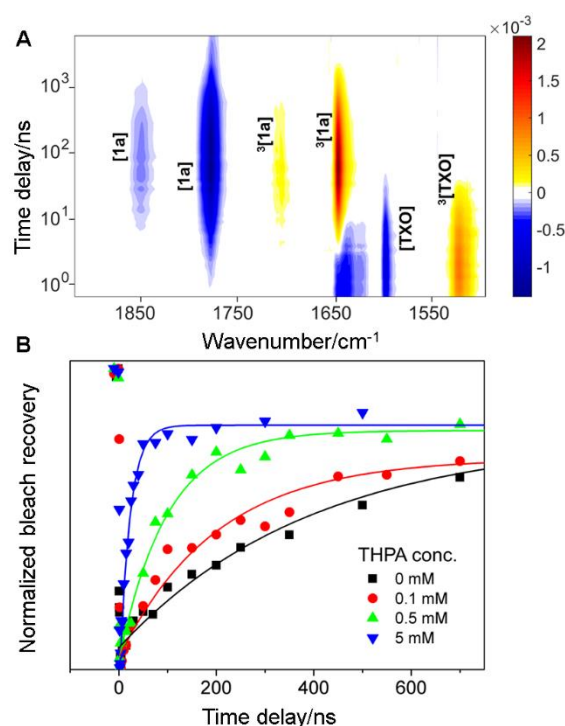 A
×10⁻³
Time delay/ns
10³
10²
10¹
10⁰
[1a]
[1a]
³[1a]
³[1a]
[TXO]
³[TXO]
2
1.5
1
0.5
0
-0.5
-1
1850
1750
1650
1550
Wavenumber/cm⁻¹
B
Normalized bleach recovery
THPA conc.
0 mM
0.1 mM
0.5 mM
5 mM
0
200
400
600
Time delay/ns